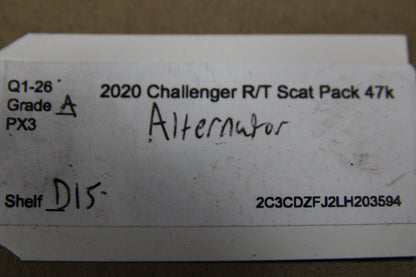 Q1-26
2020 Challenger R/T Scat Pack 47k
Grade A
PX3
Alternator
Shelf D15
2C3CDZFJ2LH203594